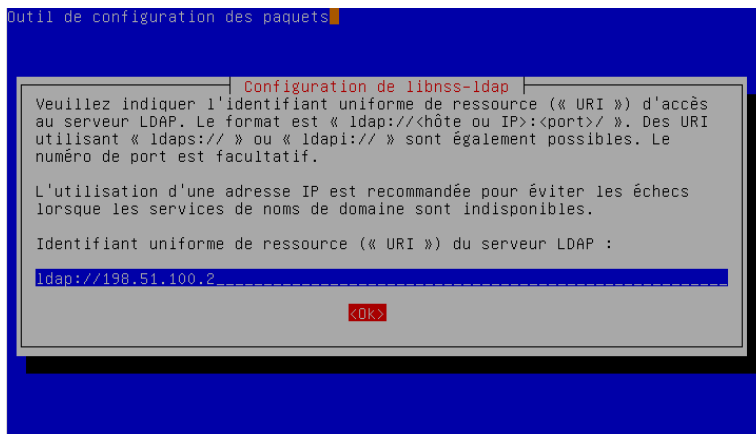 Outil de configuration des paquets
Configuration de libnss-ldap
Veuillez indiquer l'identifiant uniforme de ressource (« URI ») d'accès
au serveur LDAP. Le format est « ldap://<hôte ou IP>:<port>/ ». Des URI
utilisant « ldaps:// » ou « ldapi:// » sont également possibles. Le
numéro de port est facultatif.
L'utilisation d'une adresse IP est recommandée pour éviter les échecs
lorsque les services de noms de domaine sont indisponibles.
Identifiant uniforme de ressource (« URI ») du serveur LDAP :
ldap://198.51.100.2
<Ok>